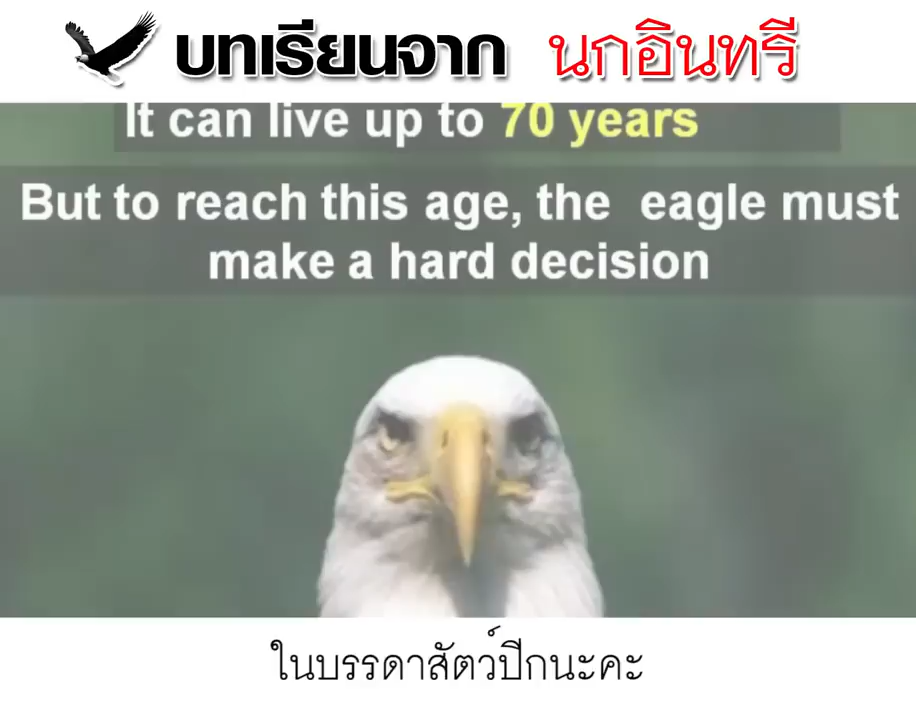 บทเรียนจาก นกอินทรี
It can live up to 70 years
But to reach this age, the eagle must
make a hard decision
ในบรรดาสัตว์ปีกนะคะ